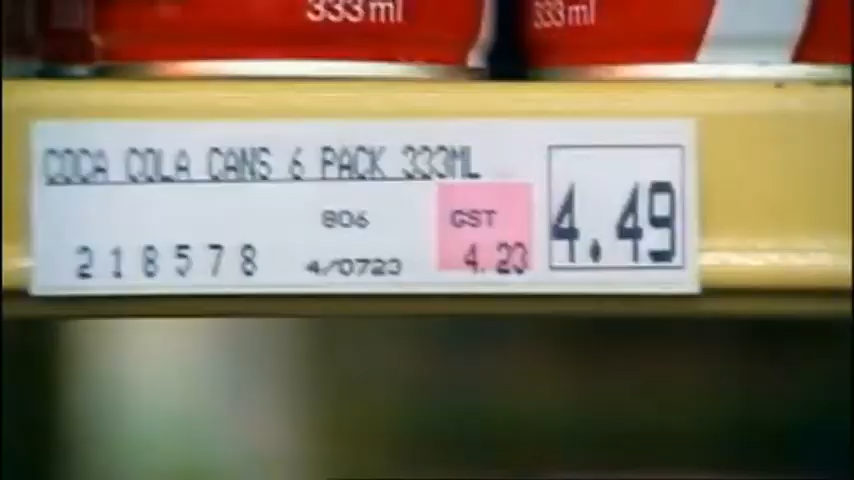 333ml 333ml
COCA COLA CANS 6 PACK 333ML
806 GST 4.49
218578 4/0723 4.23